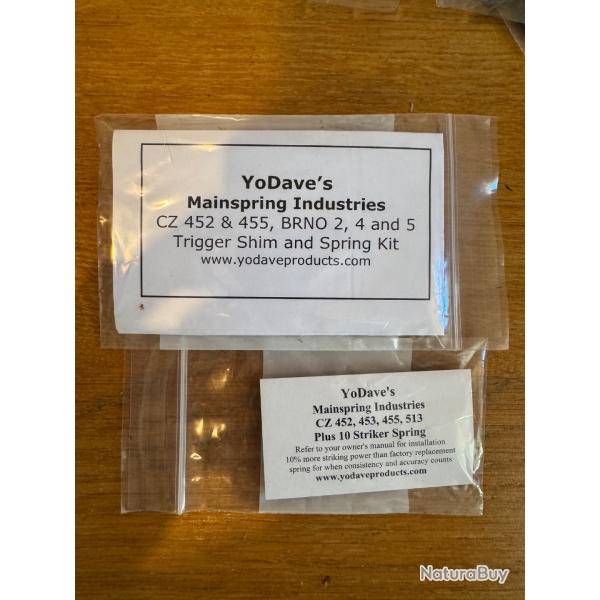 YoDave's
Mainspring Industries
CZ 452 & 455, BRNO 2, 4 and 5
Trigger Shim and Spring Kit
www.yodaveproducts.com
YoDave's
Mainspring Industries
CZ 452, 453, 455, 513
Plus 10 Striker Spring
Refer to your owner's manual for installation
10% more striking power than factory replacement
spring for when consistency and accuracy counts
www.yodaveproducts.com
NaturaBuy